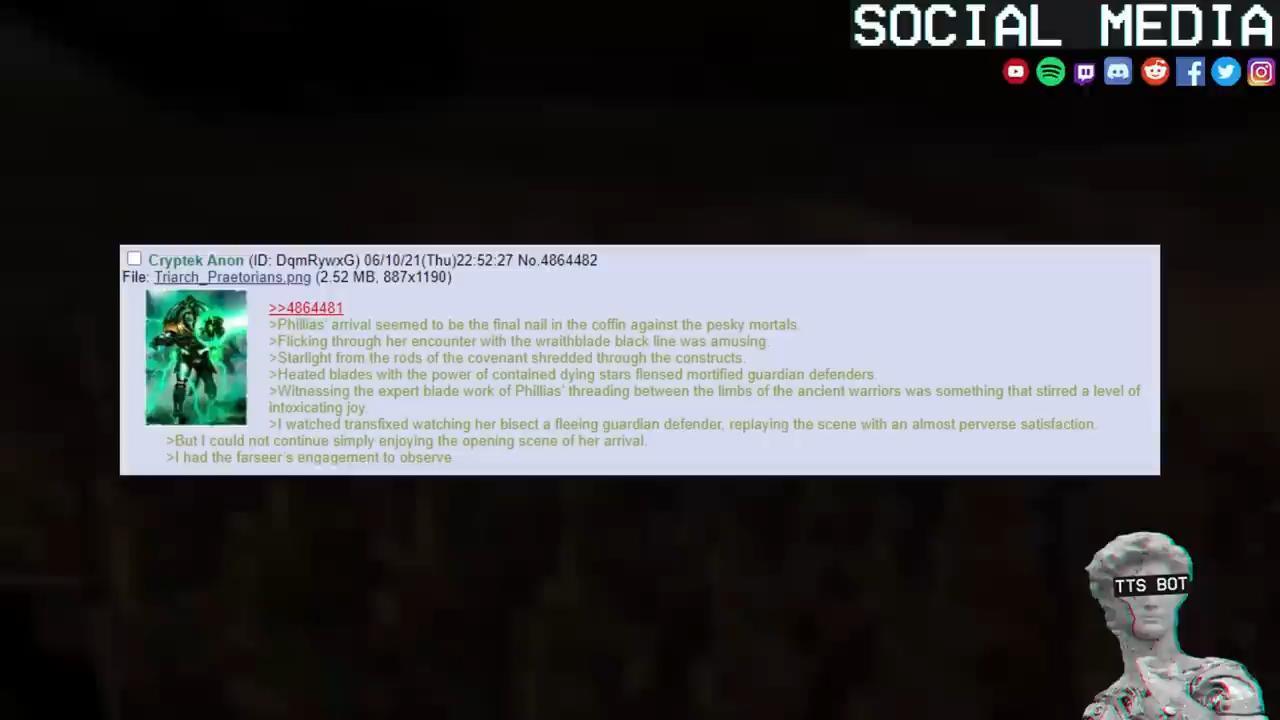 SOCIAL MEDIA
Cryptek Anon (ID: DqmRywxG) 06/10/21(Thu)22:52:27 No.4864482
File: Triarch_Praetorians.png (2.52 MB, 887x1190)
>>4864481
>Phillias' arrival seemed to be the final nail in the coffin against the pesky mortals.
>Flicking through her encounter with the wraithblade black line was amusing.
>Starlight from the rods of the covenant shredded through the constructs.
>Heated blades with the power of contained dying stars flensed mortified guardian defenders.
>Witnessing the expert blade work of Phillias' threading between the limbs of the ancient warriors was something that stirred a level of
intoxicating joy.
>I watched transfixed watching her bisect a fleeing guardian defender, replaying the scene with an almost perverse satisfaction.
>But I could not continue simply enjoying the opening scene of her arrival.
>I had the farseer's engagement to observe
TTS BOT